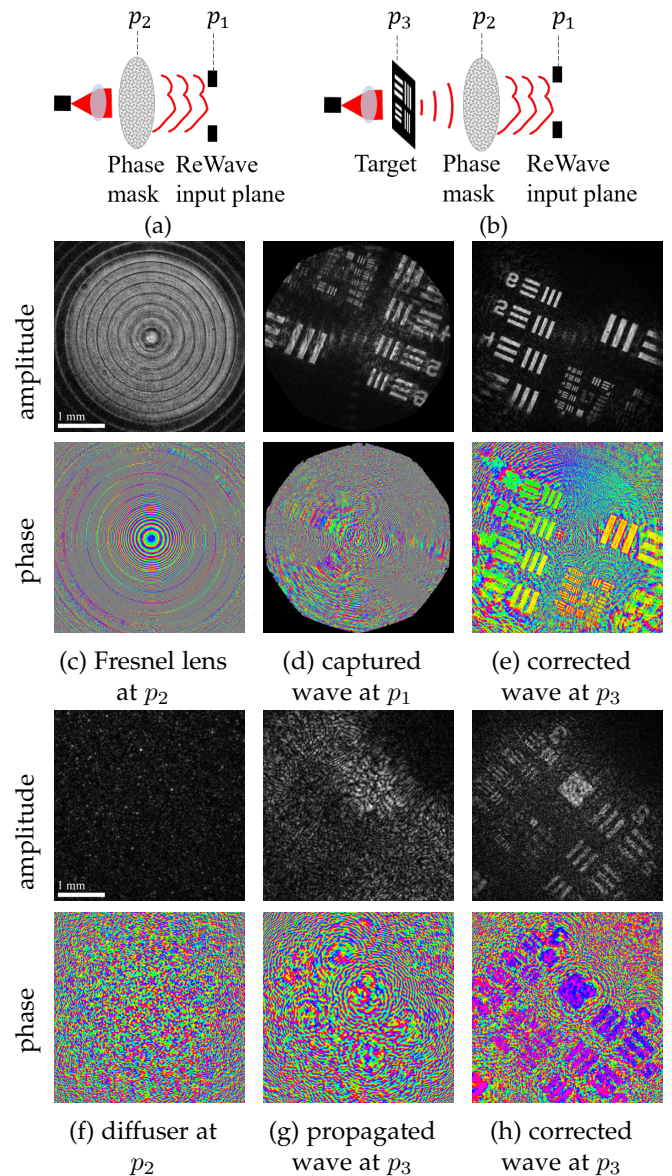 p2 p1
p3 p2 p1
Phase ReWave
mask input plane
(a)
Target Phase ReWave
mask input plane
(b)
amplitude
1 mm
phase
(c) Fresnel lens
at p2
(d) captured
wave at p1
(e) corrected
wave at p3
amplitude
1 mm
phase
(f) diffuser at
p2
(g) propagated
wave at p3
(h) corrected
wave at p3